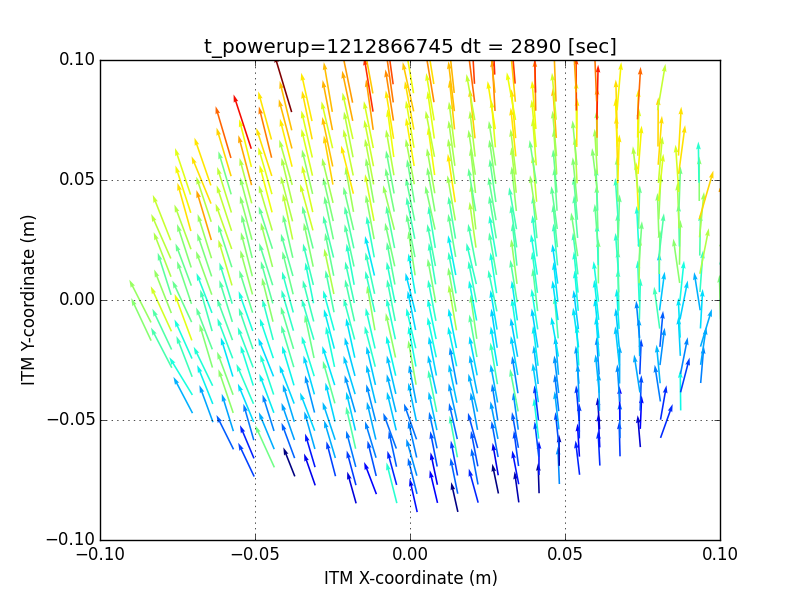 t_powerup=1212866745 dt = 2890 [sec]
0.10
0.05
0.00
−0.05
−0.10
ITM Y-coordinate (m)
−0.10 −0.05 0.00 0.05 0.10
ITM X-coordinate (m)